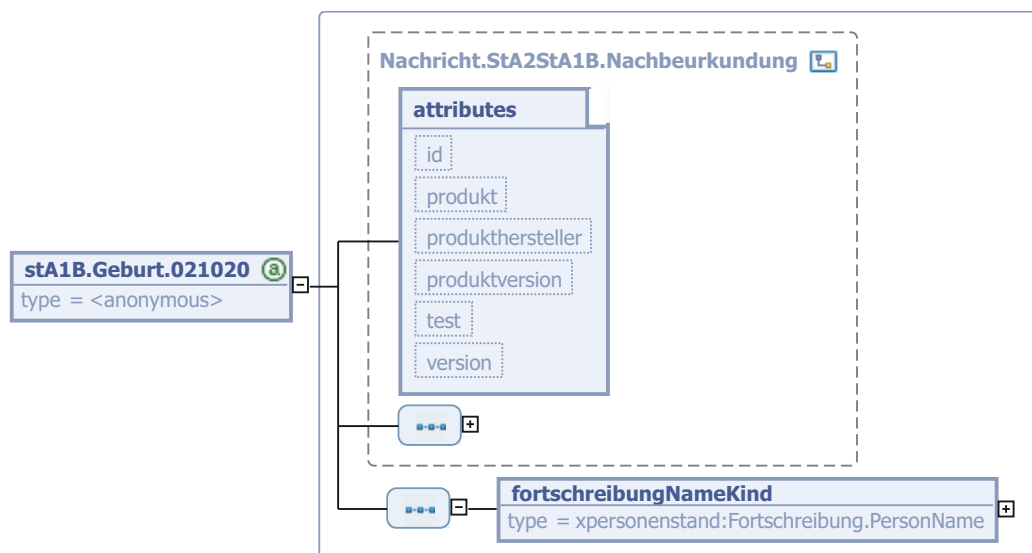 Nachricht.StA2StA1B.Nachbeurkundung
attributes
id
produkt
produkthersteller
produktversion
test
version
stA1B.Geburt.021020 a
type = <anonymous>
fortschreibungNameKind
type = xpersonenstand:Fortschreibung.PersonName